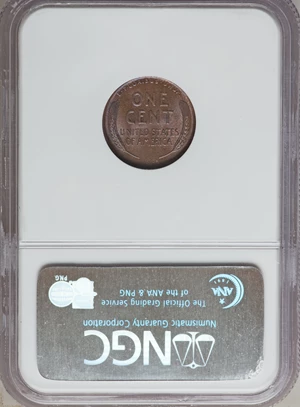 ONE
CENT
UNITED STATES
OF AMERICA
NGC
Numismatic Guaranty Corporation
The Official Grading Service
of the ANA & PNG
ANA
PNG